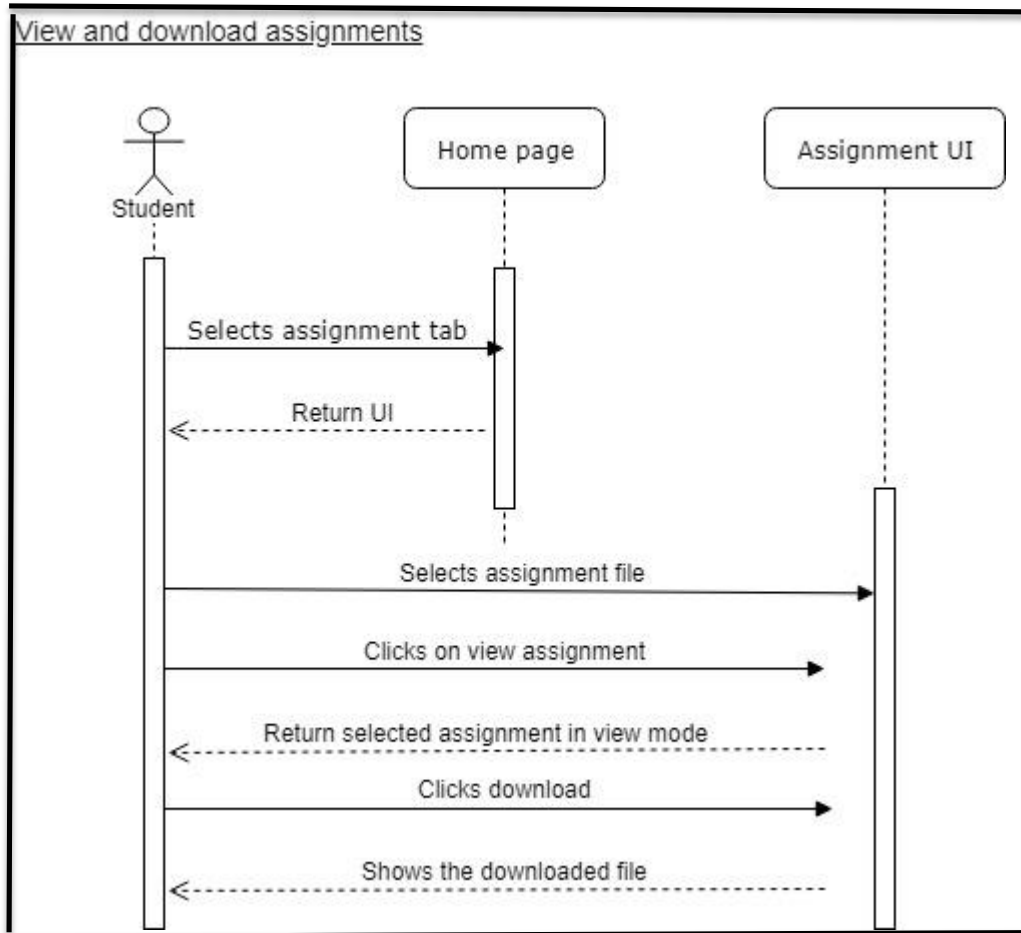 View and download assignments
Home page
Assignment UI
Student
Selects assignment tab
Return UI
Selects assignment file
Clicks on view assignment
Return selected assignment in view mode
Clicks download
Shows the downloaded file